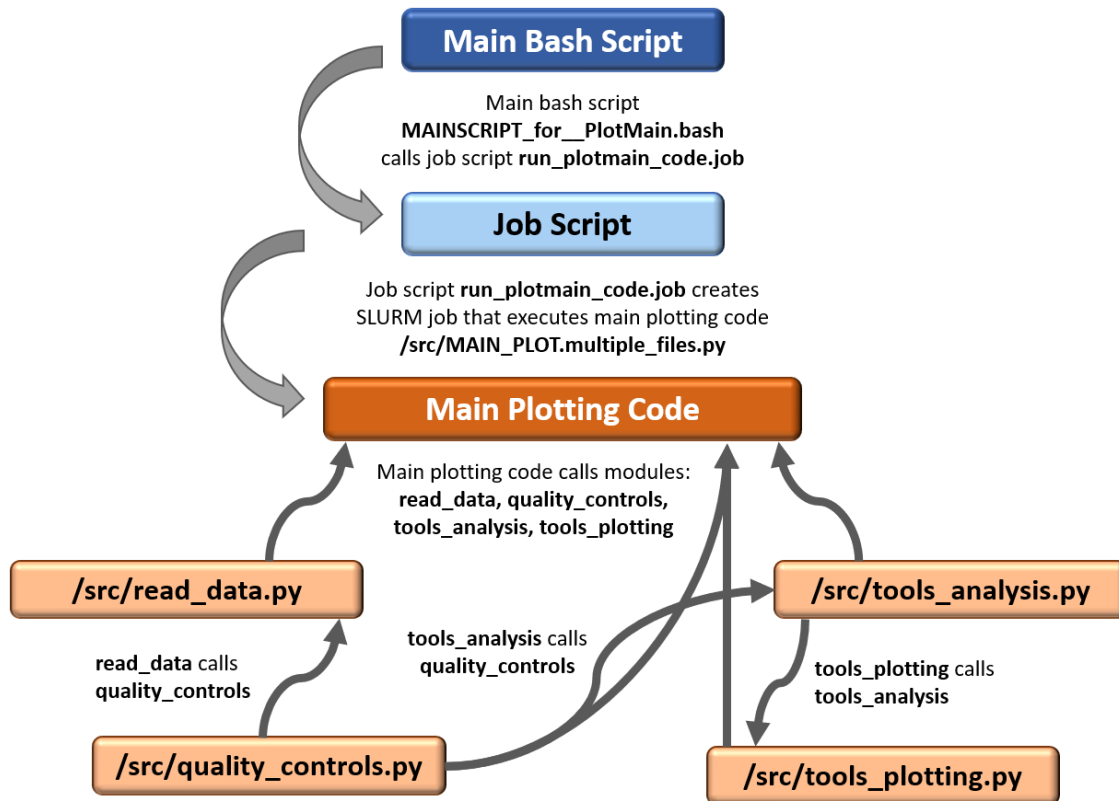 Main Bash Script
Main bash script
MAINSCRIPT_for__PlotMain.bash
calls job script run_plotmain_code.job
Job Script
Job script run_plotmain_code.job creates
SLURM job that executes main plotting code
/src/MAIN_PLOT.multiple_files.py
Main Plotting Code
Main plotting code calls modules:
read_data, quality_controls,
tools_analysis, tools_plotting
/src/read_data.py
/src/tools_analysis.py
read_data calls
quality_controls
tools_analysis calls
quality_controls
tools_plotting calls
tools_analysis
/src/quality_controls.py
/src/tools_plotting.py